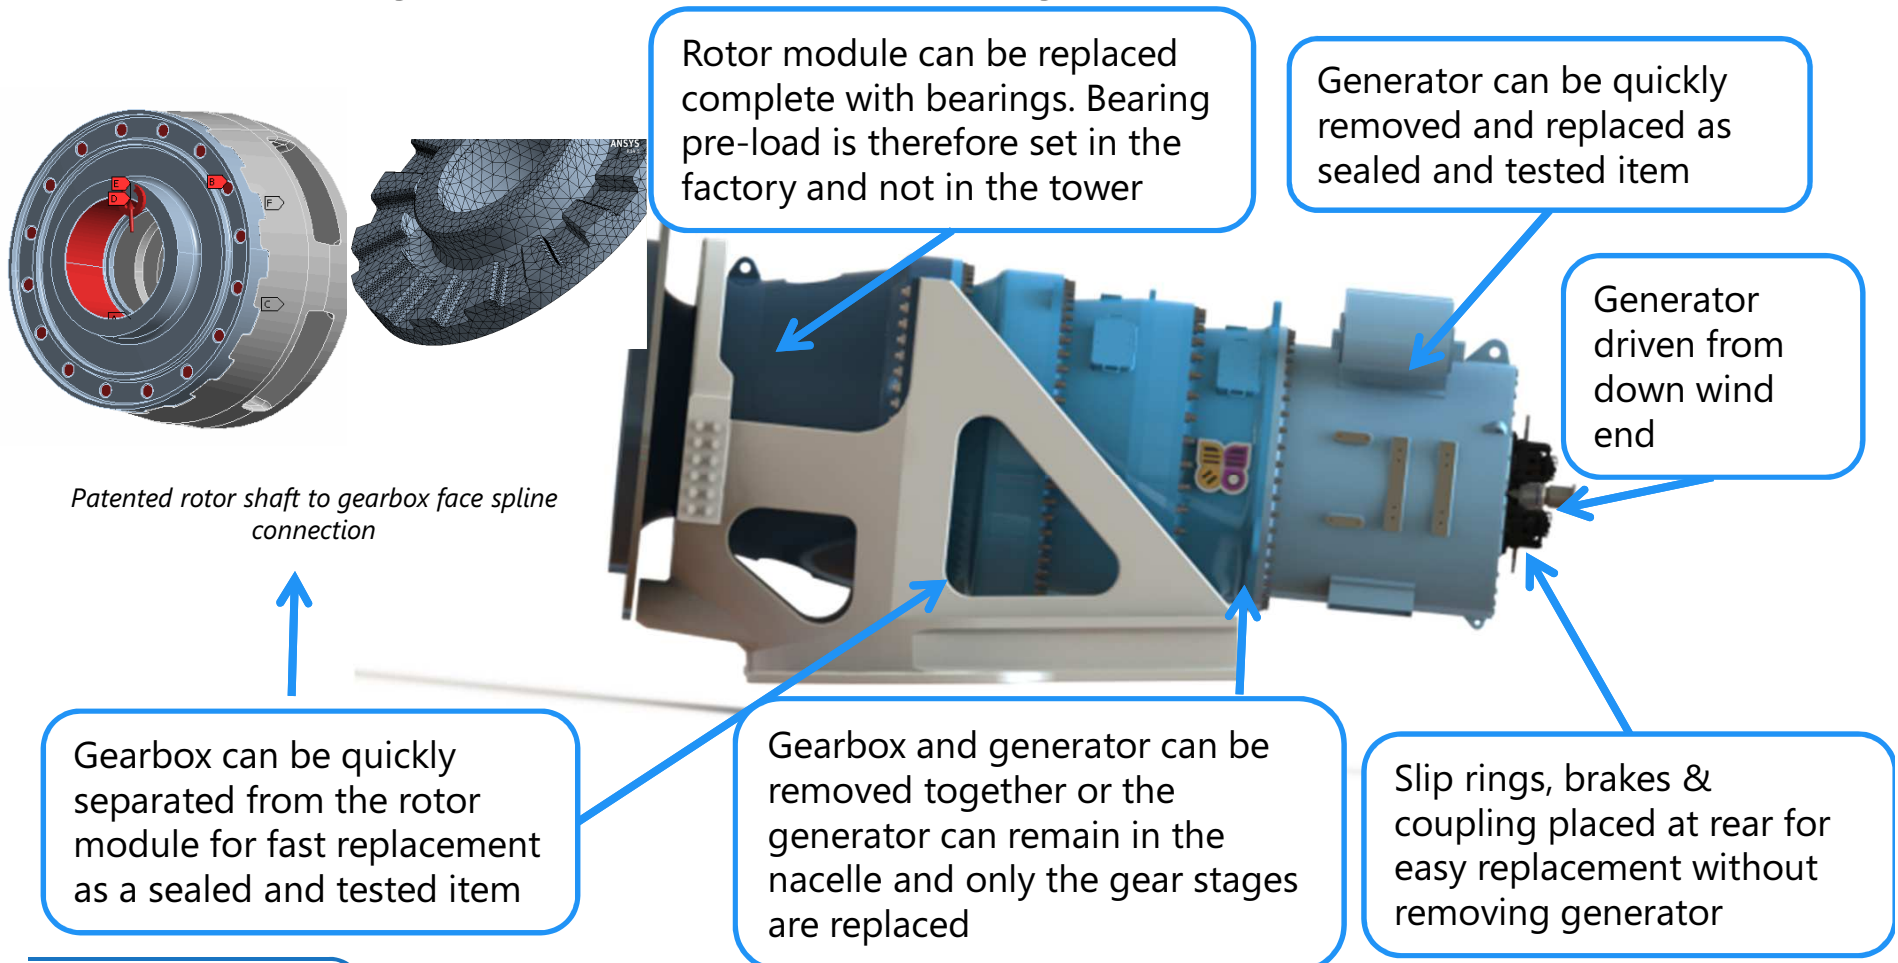 Rotor module can be replaced
complete with bearings. Bearing
pre-load is therefore set in the
factory and not in the tower
Generator can be quickly
removed and replaced as
sealed and tested item
Generator
driven from
down wind
end
ANSYS
E
D
B
F
C
Patented rotor shaft to gearbox face spline
connection
Gearbox can be quickly
separated from the rotor
module for fast replacement
as a sealed and tested item
Gearbox and generator can be
removed together or the
generator can remain in the
nacelle and only the gear stages
are replaced
Slip rings, brakes &
coupling placed at rear for
easy replacement without
removing generator